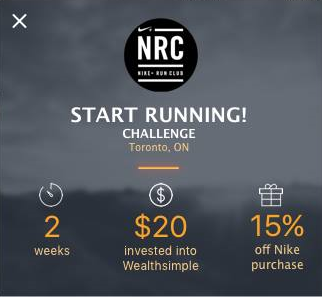 NRC
NIKE+ RUN CLUB
START RUNNING!
CHALLENGE
Toronto, ON
2
weeks
$20
invested into
Wealthsimple
15%
off Nike
purchase